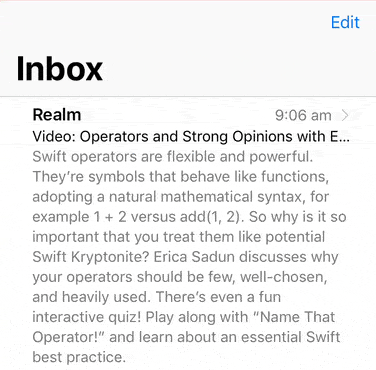 Edit
Inbox
Realm 9:06 am
Video: Operators and Strong Opinions with E...
Swift operators are flexible and powerful.
They're symbols that behave like functions,
adopting a natural mathematical syntax, for
example 1 + 2 versus add(1, 2). So why is it so
important that you treat them like potential
Swift Kryptonite? Erica Sadun discusses why
your operators should be few, well-chosen,
and heavily used. There's even a fun
interactive quiz! Play along with “Name That
Operator!” and learn about an essential Swift
best practice.